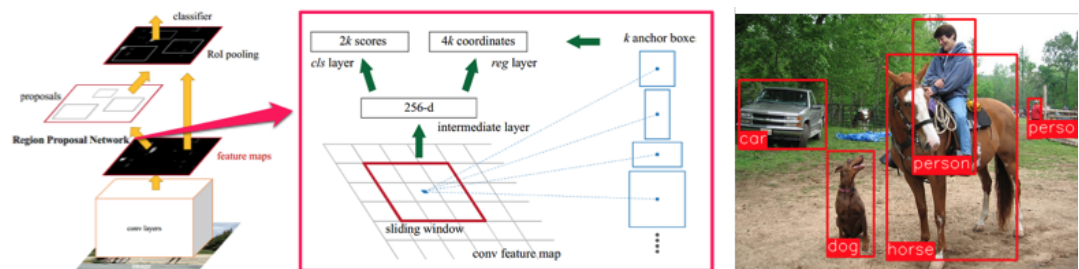 classifier
RoI pooling
proposals
Region Proposal Network
feature maps
conv layers
2k scores
4k coordinates
k anchor boxe
cls layer
reg layer
256-d
intermediate layer
sliding window
conv feature map
car
person
perso
dog
horse